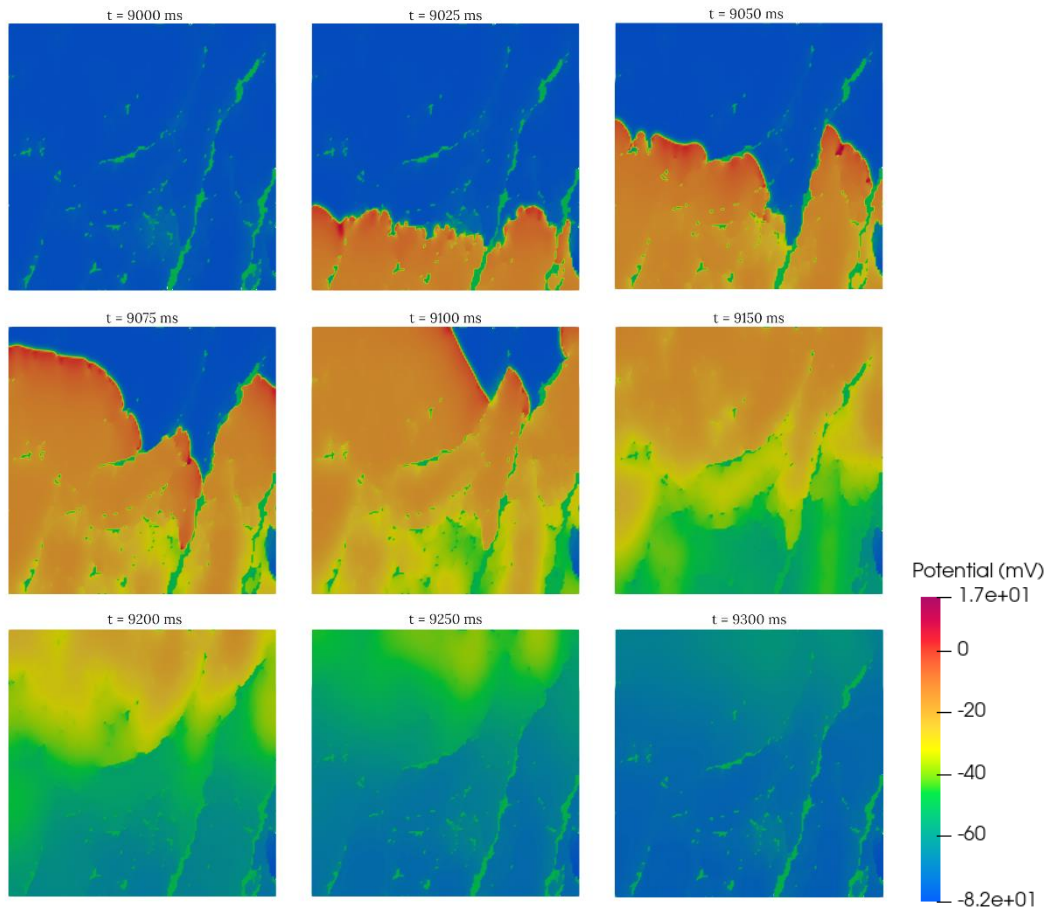 t = 9000 ms
t = 9025 ms
t = 9050 ms
t = 9075 ms
t = 9100 ms
t = 9150 ms
t = 9200 ms
t = 9250 ms
t = 9300 ms
Potential (mV)
1.7e+01
0
-20
-40
-60
-8.2e+01